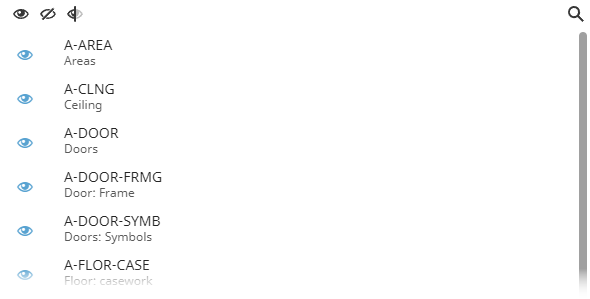 A-AREA
Areas
A-CLNG
Ceiling
A-DOOR
Doors
A-DOOR-FRMG
Door: Frame
A-DOOR-SYMB
Doors: Symbols
A-FLOR-CASE
Floor: casework